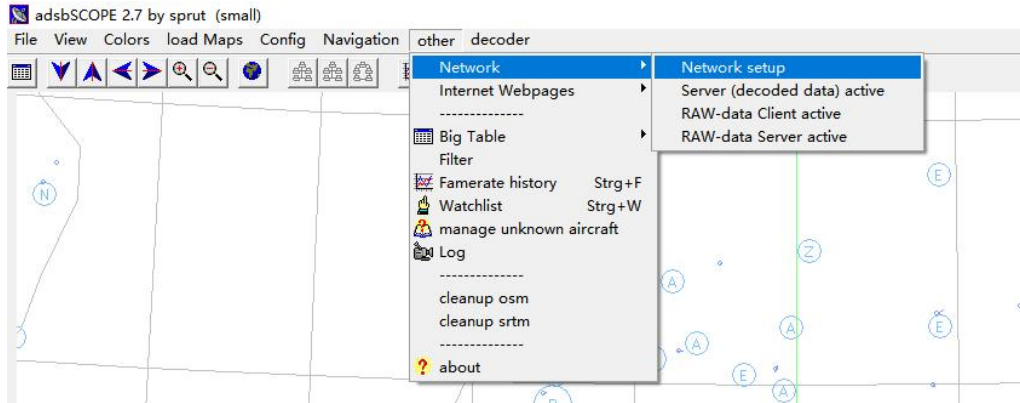 adsbSCOPE 2.7 by sprut (small)
File View Colors load Maps Config Navigation other decoder
Network
Internet Webpages
--------------
Big Table
Filter
Famerate history Strg+F
Watchlist Strg+W
manage unknown aircraft
Log
--------------
cleanup osm
cleanup srtm
--------------
? about
Network setup
Server (decoded data) active
RAW-data Client active
RAW-data Server active
N
E
Z
A
A
E
A
E
A